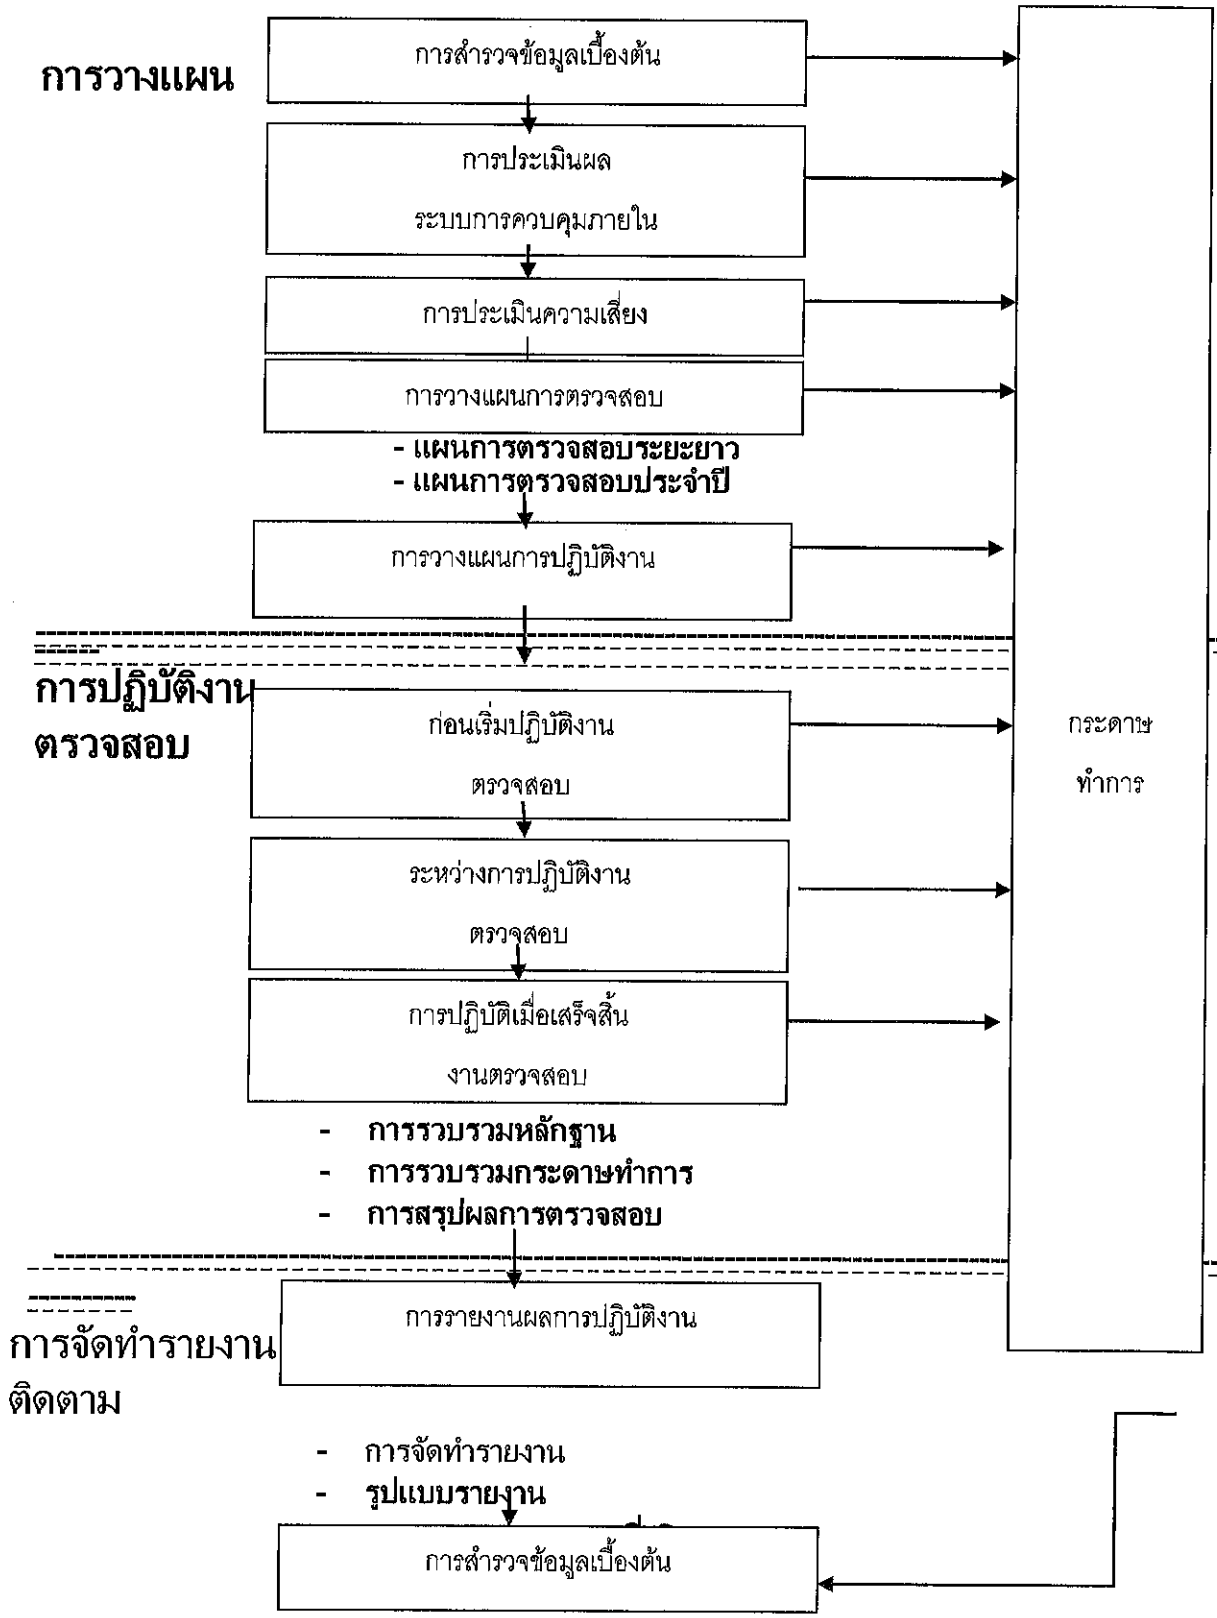 การวางแผน
การสำรวจข้อมูลเบื้องต้น
การประเมินผล
ระบบการควบคุมภายใน
การประเมินความเสี่ยง
การวางแผนการตรวจสอบ
- แผนการตรวจสอบระยะยาว
- แผนการตรวจสอบประจำปี
การวางแผนการปฏิบัติงาน
การปฏิบัติงาน
ตรวจสอบ
ก่อนเริ่มปฏิบัติงาน
ตรวจสอบ
กระดาษ
ทำการ
ระหว่างการปฏิบัติงาน
ตรวจสอบ
การปฏิบัติเมื่อเสร็จสิ้น
งานตรวจสอบ
- การรวบรวมหลักฐาน
- การรวบรวมกระดาษทำการ
- การสรุปผลการตรวจสอบ
การจัดทำรายงาน
ติดตาม
การรายงานผลการปฏิบัติงาน
- การจัดทำรายงาน
- รูปแบบรายงาน
การสำรวจข้อมูลเบื้องต้น